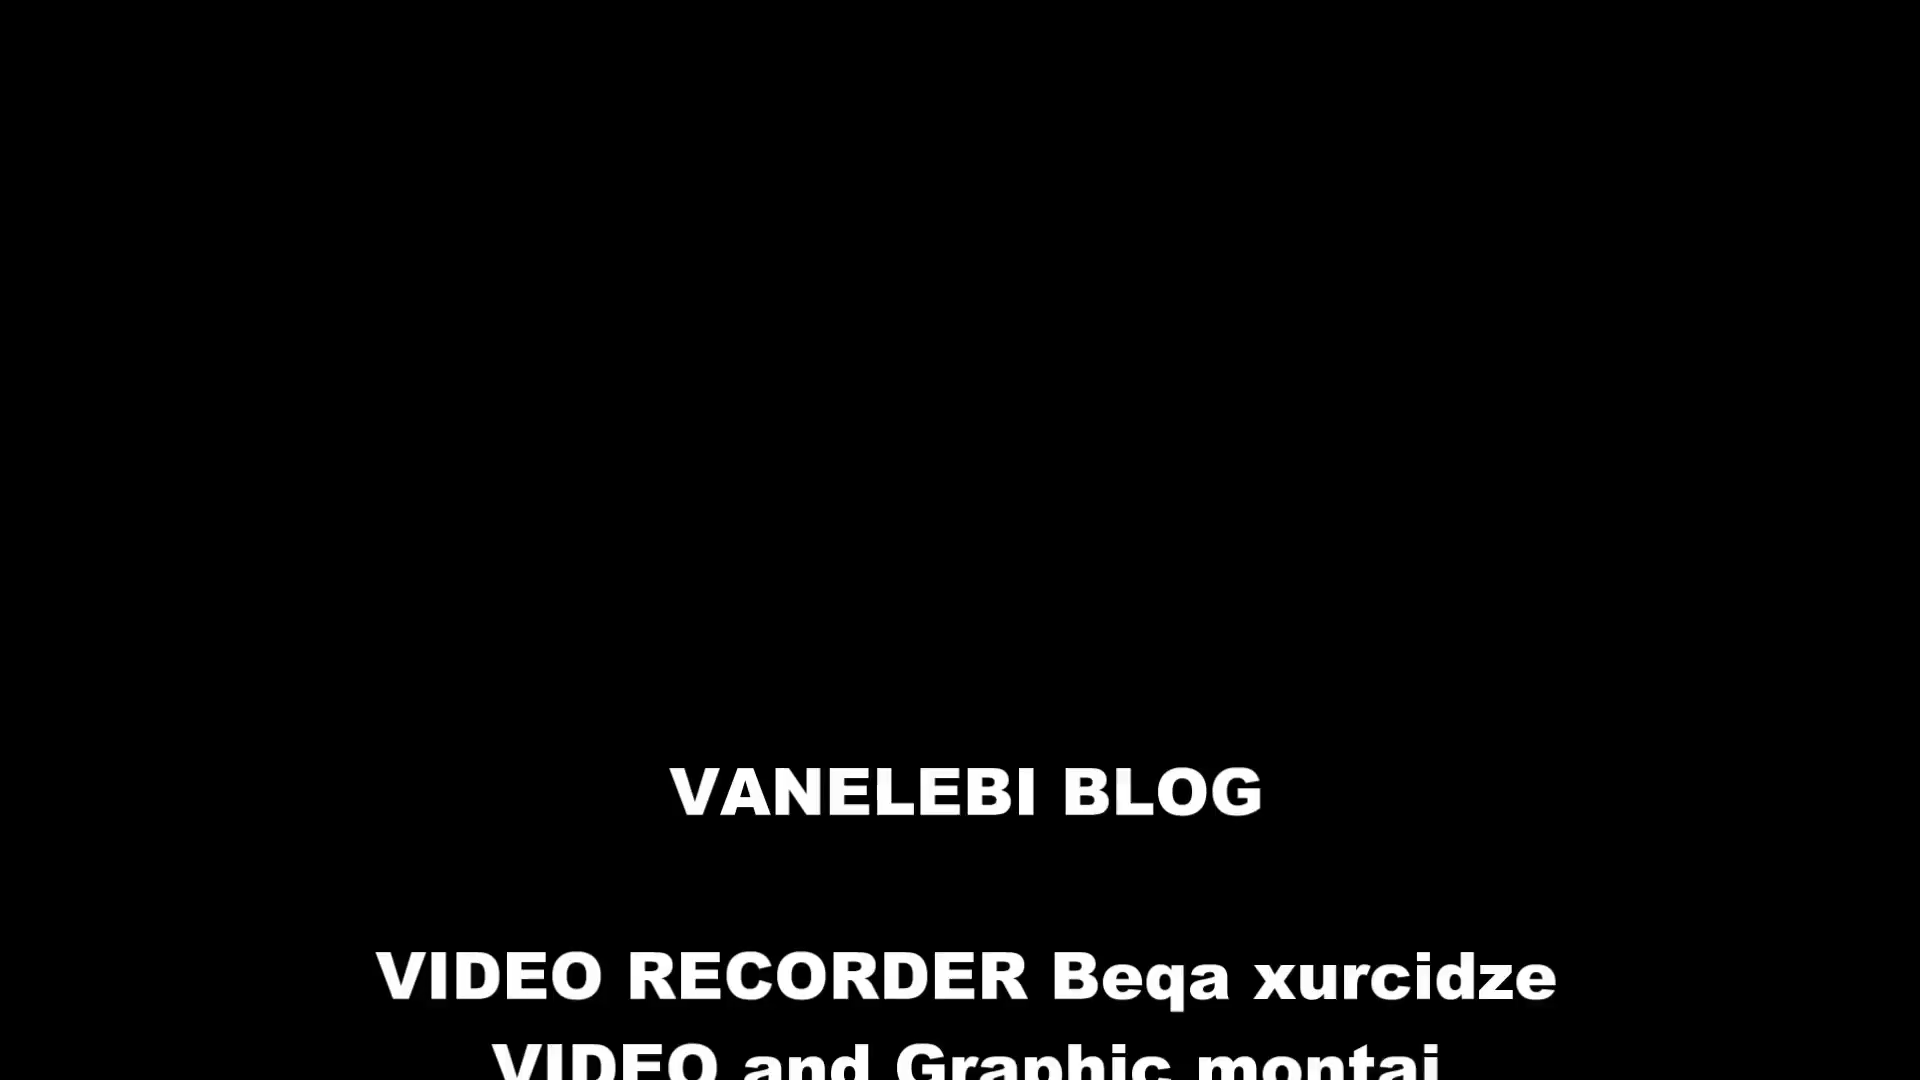 VANELEBI BLOG
VIDEO RECORDER Beqa xurcidze
VIDEO and Graphic montaj